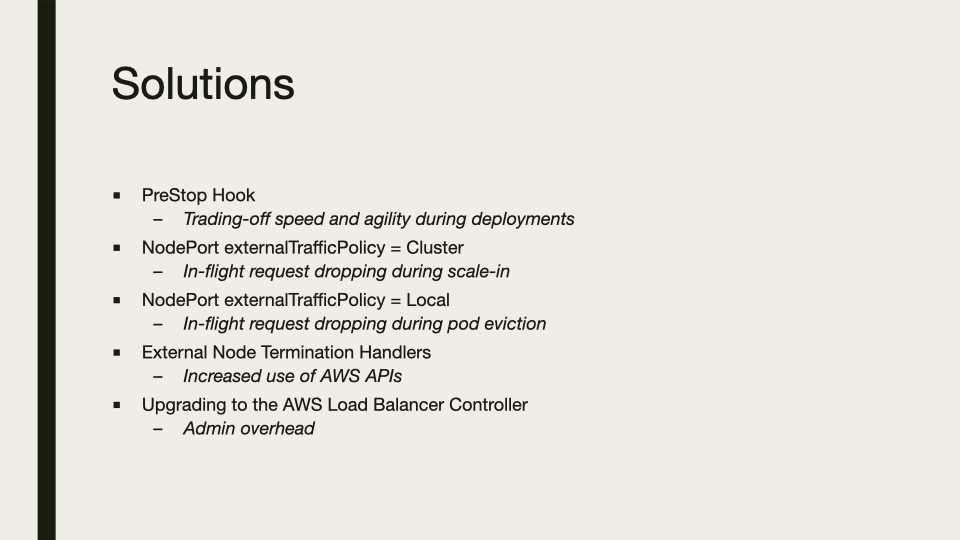 Solutions
▪ PreStop Hook
– Trading-off speed and agility during deployments
▪ NodePort externalTrafficPolicy = Cluster
– In-flight request dropping during scale-in
▪ NodePort externalTrafficPolicy = Local
– In-flight request dropping during pod eviction
▪ External Node Termination Handlers
– Increased use of AWS APIs
▪ Upgrading to the AWS Load Balancer Controller
– Admin overhead